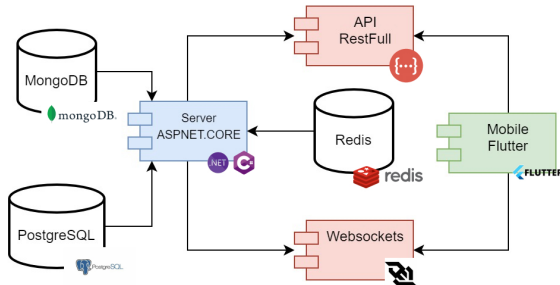 API
RestFull
{···}
MongoDB
mongoDB.
Server
ASPNET.CORE
.NET
C#
Redis
redis
Mobile
Flutter
FLUTTER
PostgreSQL
PostgreSQL
Websockets